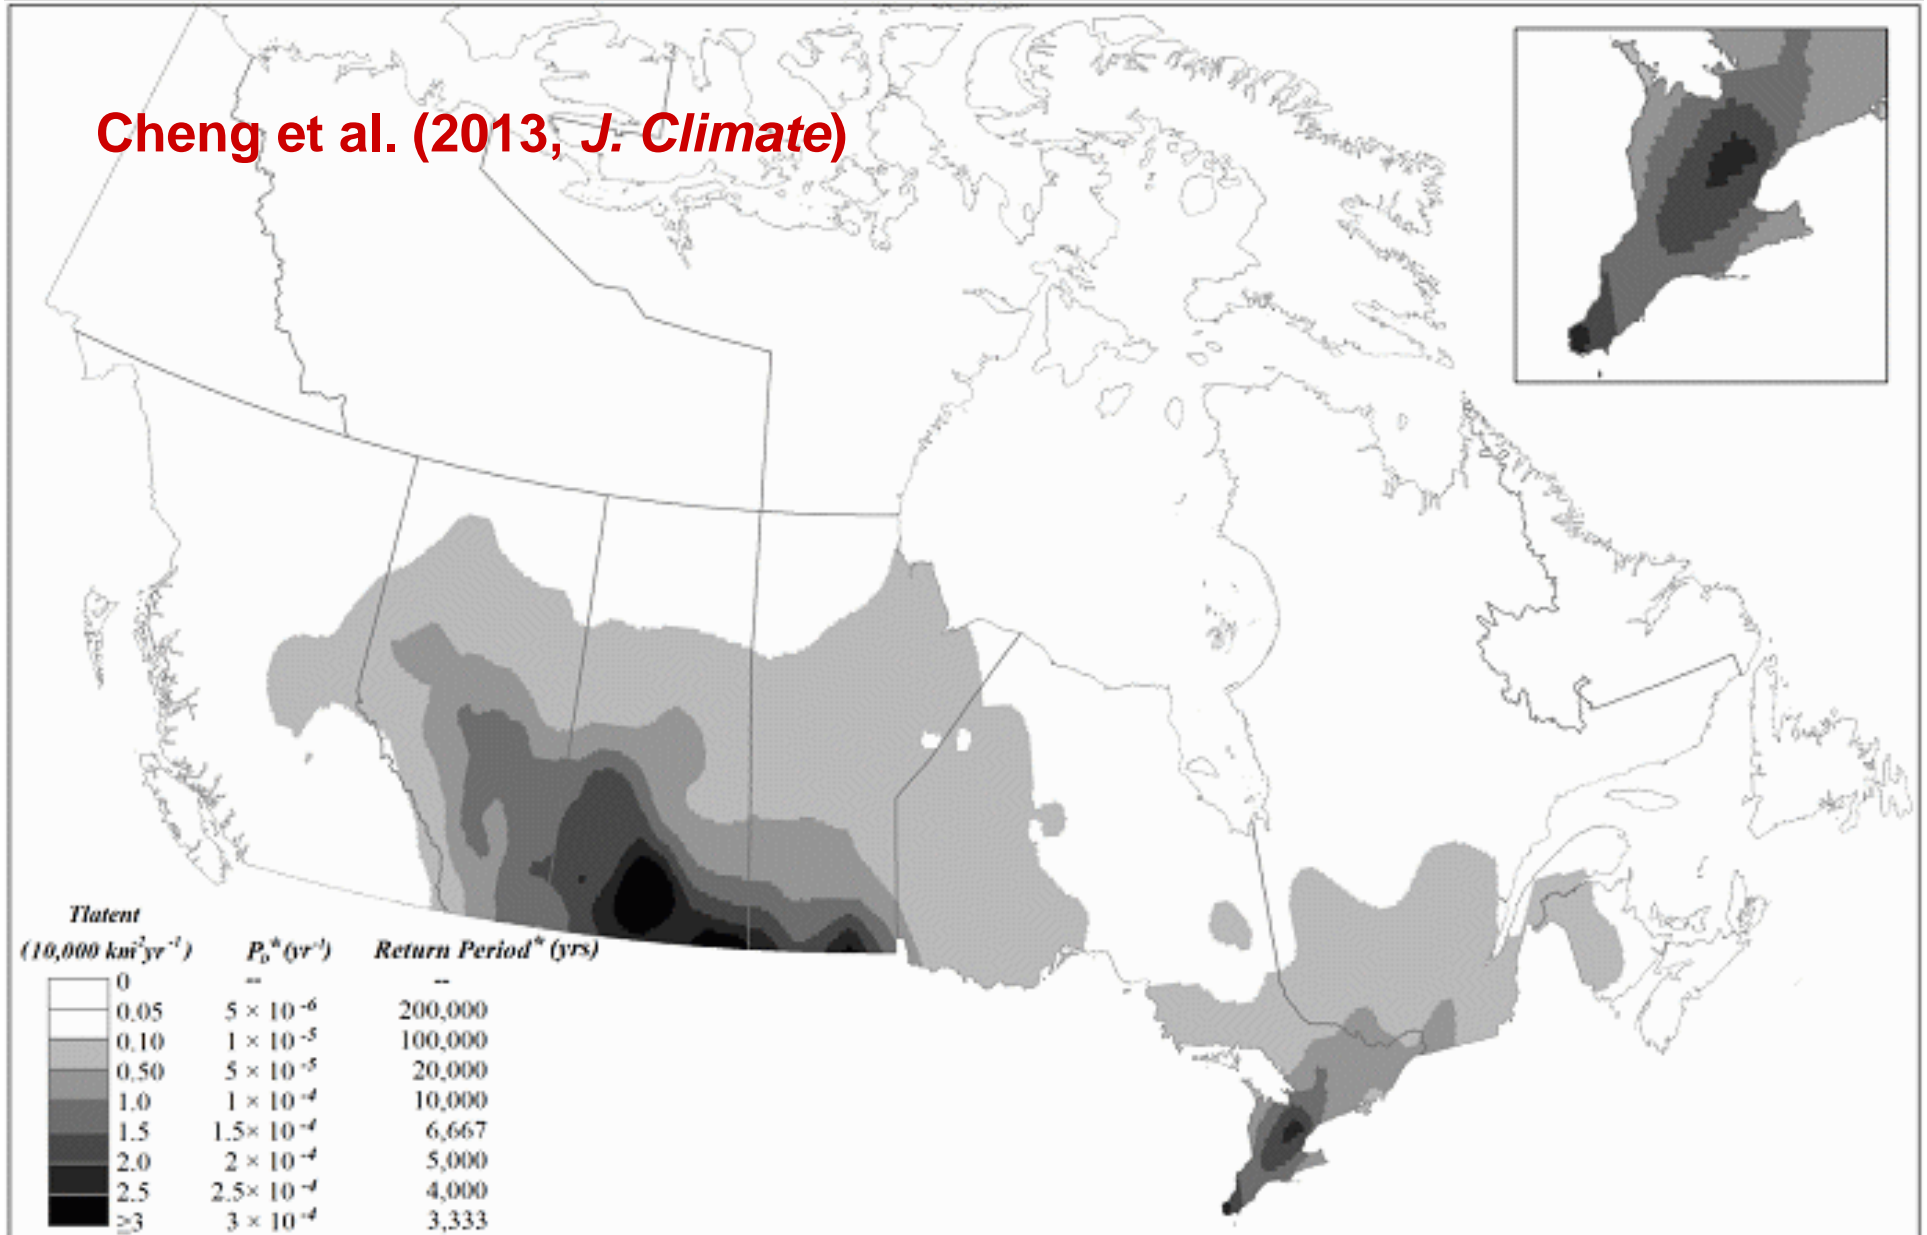 Cheng et al. (2013, J. Climate)
Tlatent
(10,000 km²yr⁻¹) P_D* (yr⁻¹) Return Period* (yrs)
0 -- --
0.05 5 × 10⁻⁶ 200,000
0.10 1 × 10⁻⁵ 100,000
0.50 5 × 10⁻⁵ 20,000
1.0 1 × 10⁻⁴ 10,000
1.5 1.5× 10⁻⁴ 6,667
2.0 2 × 10⁻⁴ 5,000
2.5 2.5× 10⁻⁴ 4,000
≥3 3 × 10⁻⁴ 3,333